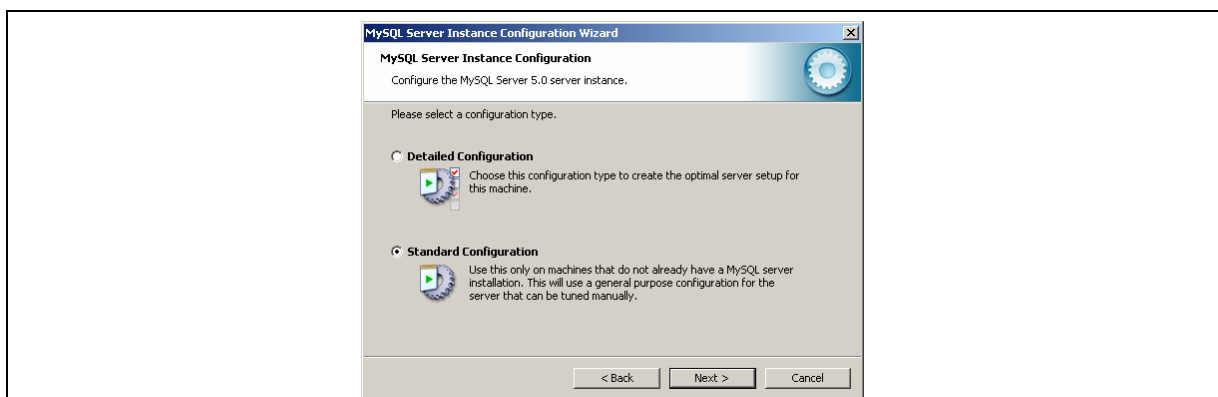 MySQL Server Instance Configuration Wizard
MySQL Server Instance Configuration
Configure the MySQL Server 5.0 server instance.
Please select a configuration type.
Detailed Configuration
Choose this configuration type to create the optimal server setup for
this machine.
Standard Configuration
Use this only on machines that do not already have a MySQL server
installation. This will use a general purpose configuration for the
server that can be tuned manually.
< Back Next > Cancel